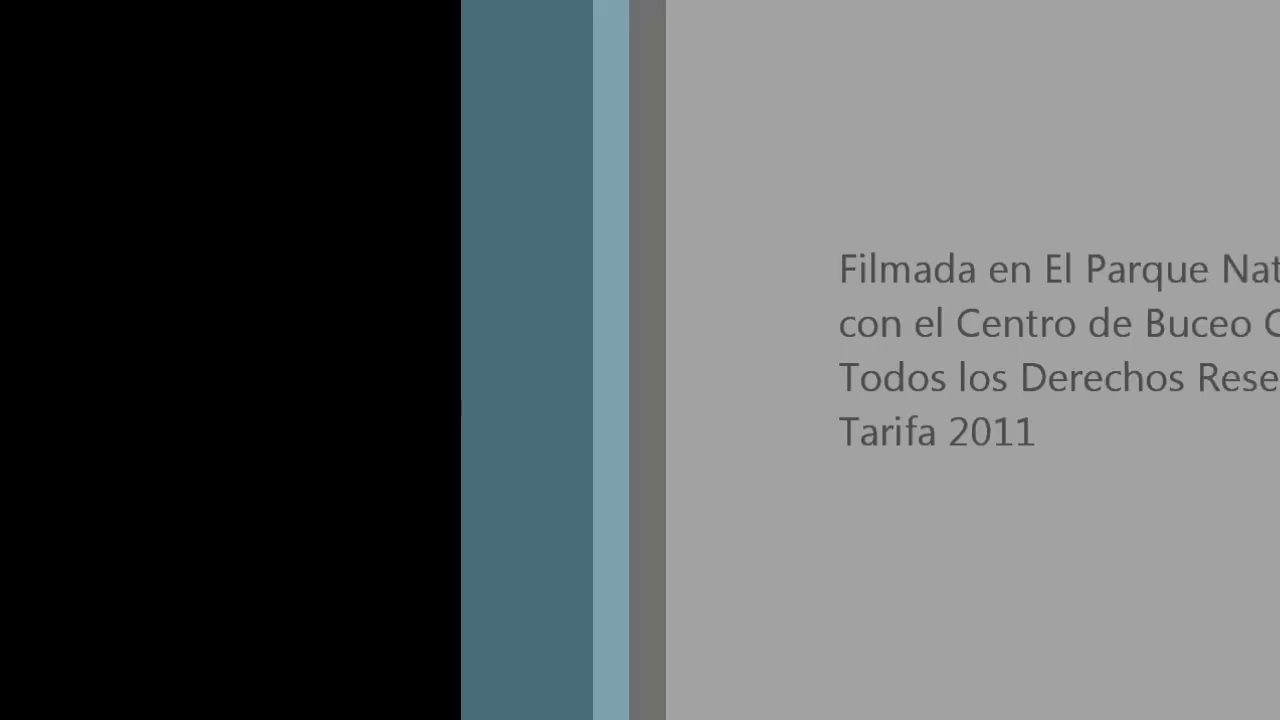 Filmada en El Parque Nat
con el Centro de Buceo
Todos los Derechos Rese
Tarifa 2011